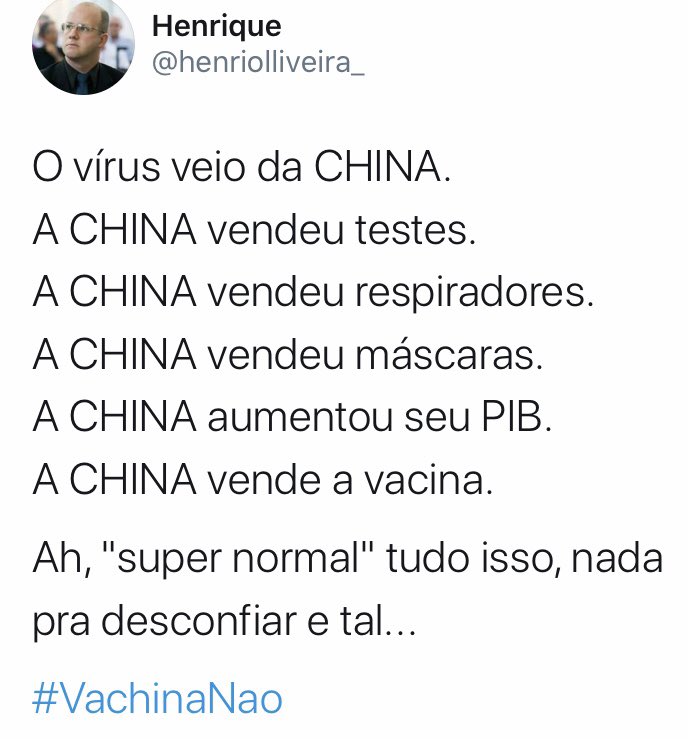 Henrique
@henriolliveira_
O vírus veio da CHINA.
A CHINA vendeu testes.
A CHINA vendeu respiradores.
A CHINA vendeu máscaras.
A CHINA aumentou seu PIB.
A CHINA vende a vacina.
Ah, "super normal" tudo isso, nada
pra desconfiar e tal...
#VachinaNao